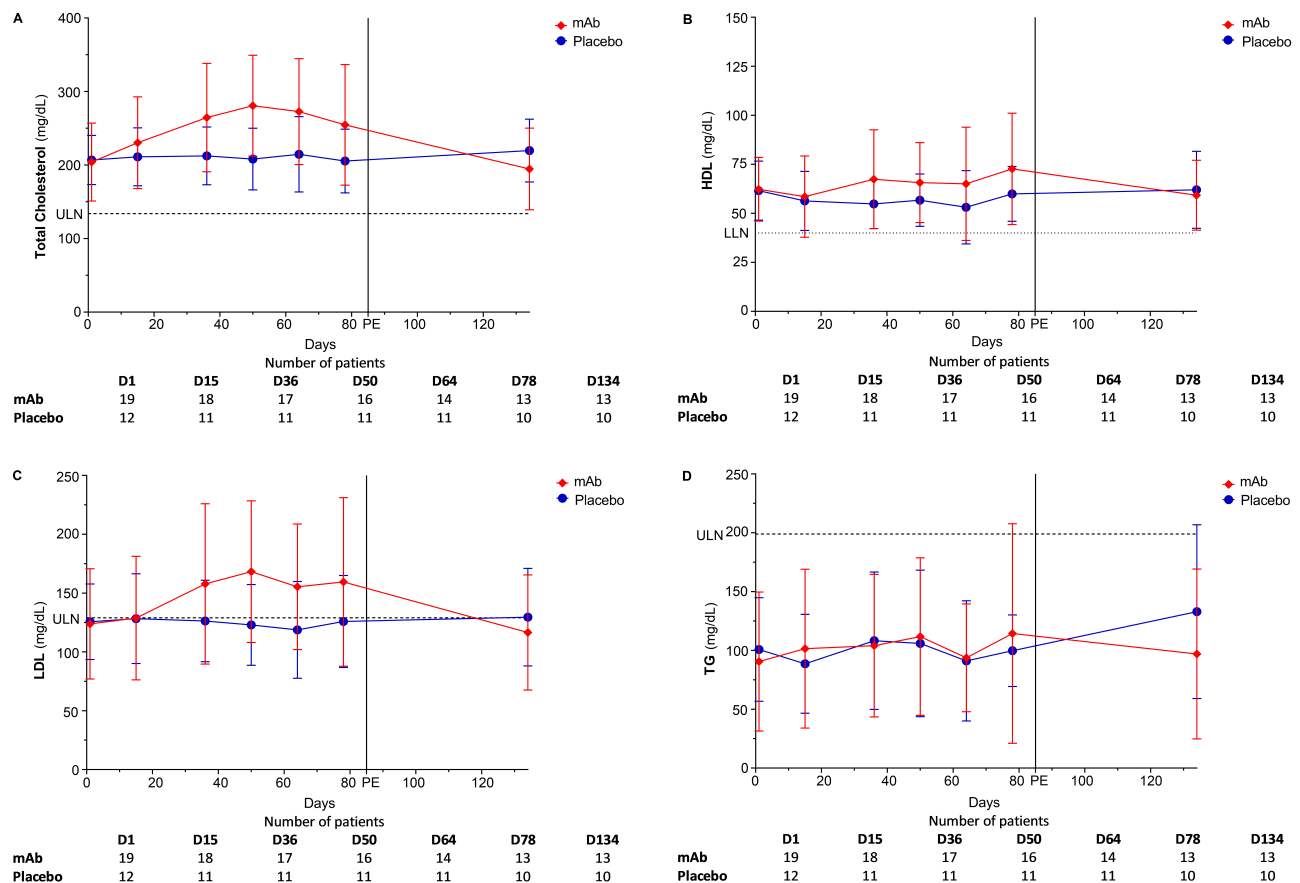 A
Total Cholesterol (mg/dL)
400
300
200
ULN
100
0
0 20 40 60 80 PE 100 120
Days
mAb
Placebo
Number of patients
D1 D15 D36 D50 D64 D78 D134
mAb 19 18 17 16 14 13 13
Placebo 12 11 11 11 11 10 10
B
HDL (mg/dL)
150
125
100
75
50
LLN
25
0
0 20 40 60 80 PE 100 120
Days
mAb
Placebo
Number of patients
D1 D15 D36 D50 D64 D78 D134
mAb 19 18 17 16 14 13 13
Placebo 12 11 11 11 11 10 10
C
LDL (mg/dL)
250
200
150
ULN
100
50
0
0 20 40 60 80 PE 100 120
Days
mAb
Placebo
Number of patients
D1 D15 D36 D50 D64 D78 D134
mAb 19 18 17 16 14 13 13
Placebo 12 11 11 11 11 10 10
D
TG (mg/dL)
250
200
ULN
150
100
50
0
0 20 40 60 80 PE 100 120
Days
mAb
Placebo
Number of patients
D1 D15 D36 D50 D64 D78 D134
mAb 19 18 17 16 14 13 13
Placebo 12 11 11 11 11 10 10